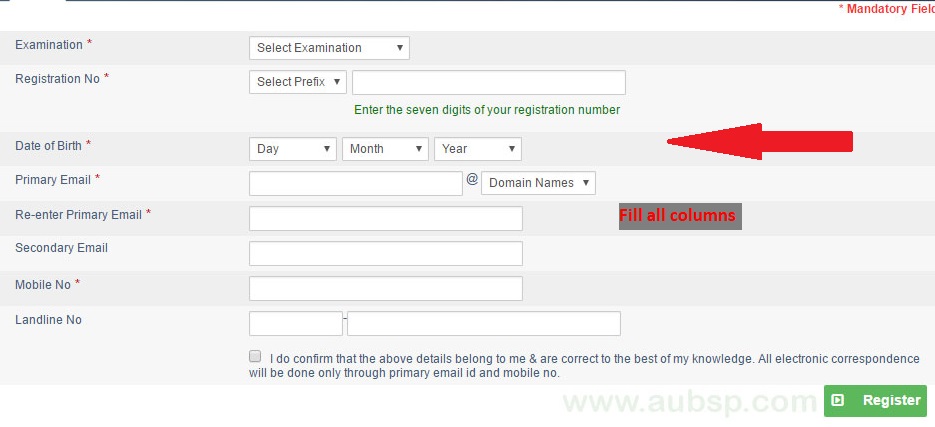 * Mandatory Field
Examination * Select Examination
Registration No * Select Prefix
Enter the seven digits of your registration number
Date of Birth * Day Month Year
Primary Email * @ Domain Names
Re-enter Primary Email * Fill all columns
Secondary Email
Mobile No *
Landline No -
I do confirm that the above details belong to me & are correct to the best of my knowledge. All electronic correspondence
will be done only through primary email id and mobile no.
www.aubsp.com Register